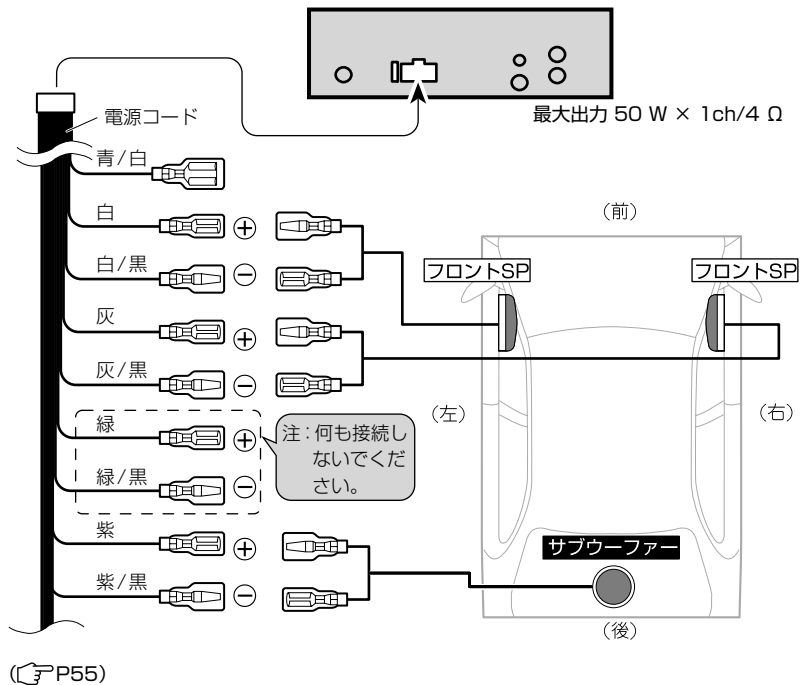 最大出力 50 W × 1ch/4 Ω
電源コード
青/白
白
⊕
白/黒
⊖
灰
⊕
灰/黒
⊖
緑
⊕
緑/黒
⊖
注：何も接続し
ないでくだ
さい。
紫
⊕
紫/黒
⊖
（前）
フロントSP
フロントSP
（左）
（右）
サブウーファー
（後）
(☞P55)